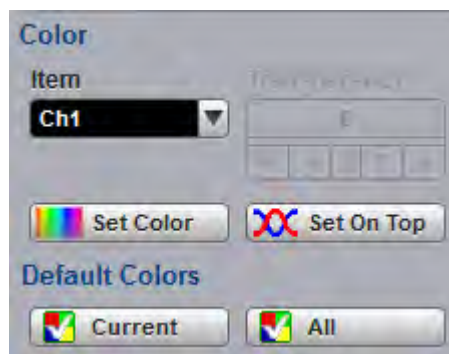 Color
Item
Ch1
Set Color
Set On Top
Default Colors
Current
All